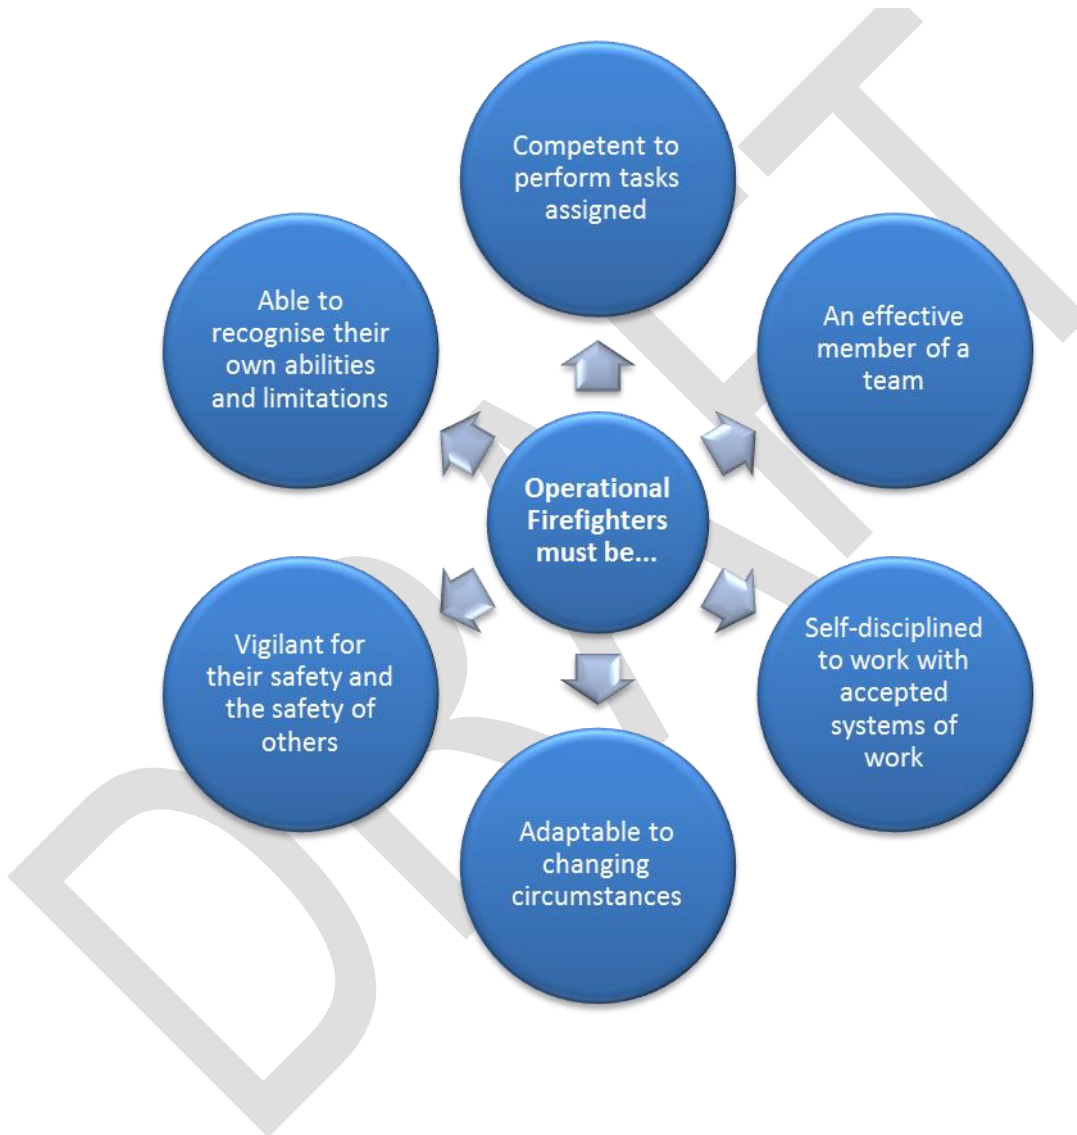 Competent to
perform tasks
assigned
An effective
member of a
team
Self-disciplined
to work with
accepted
systems of
work
Adaptable to
changing
circumstances
Vigilant for
their safety and
the safety of
others
Able to
recognise their
own abilities
and limitations
Operational
Firefighters
must be...
DRAFT